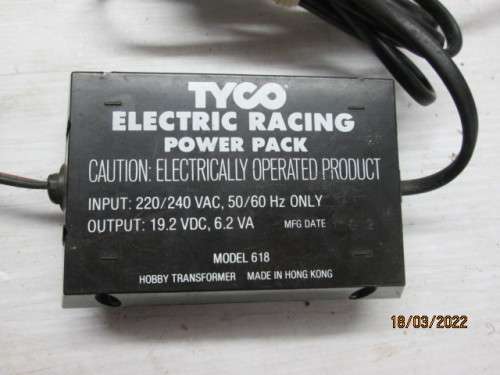 TYCO
ELECTRIC RACING
POWER PACK
CAUTION: ELECTRICALLY OPERATED PRODUCT
INPUT: 220/240 VAC, 50/60 Hz ONLY
OUTPUT: 19.2 VDC, 6.2 VA MFG DATE
MODEL 618
HOBBY TRANSFORMER MADE IN HONG KONG
18/03/2022